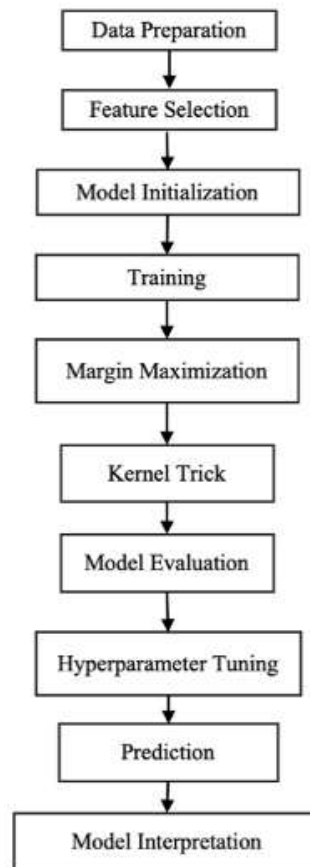 Data Preparation
Feature Selection
Model Initialization
Training
Margin Maximization
Kernel Trick
Model Evaluation
Hyperparameter Tuning
Prediction
Model Interpretation